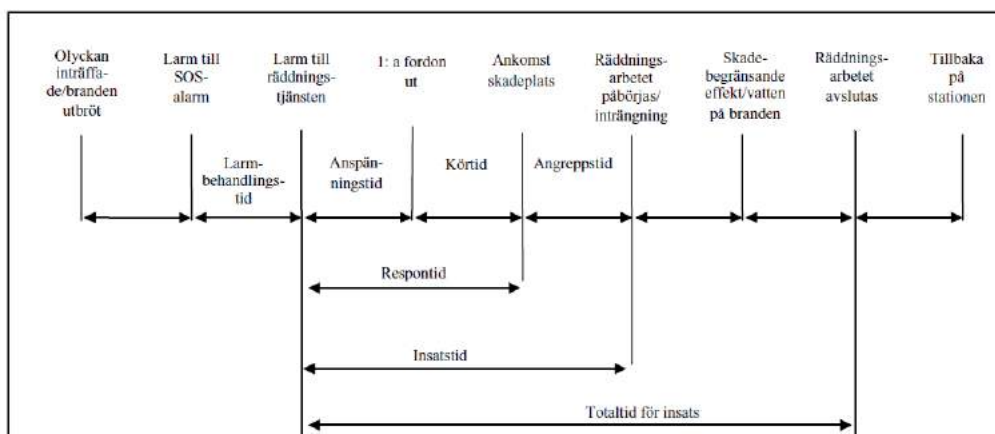 Olyckan
inträffa-
de/branden
utbröt
Larm till
SOS-
alarm
Larm till
räddnings-
tjänsten
1: a fordon
ut
Ankomst
skadeplats
Räddnings-
arbetet
påbörjas/
inträngning
Skade-
begränsande
effekt/vatten
på branden
Räddnings-
arbetet
avslutas
Tillbaka
på
stationen
Larm-
behandlings-
tid
Anspän-
ningstid
Körtid
Angreppstid
Respontid
Insatstid
Totaltid för insats